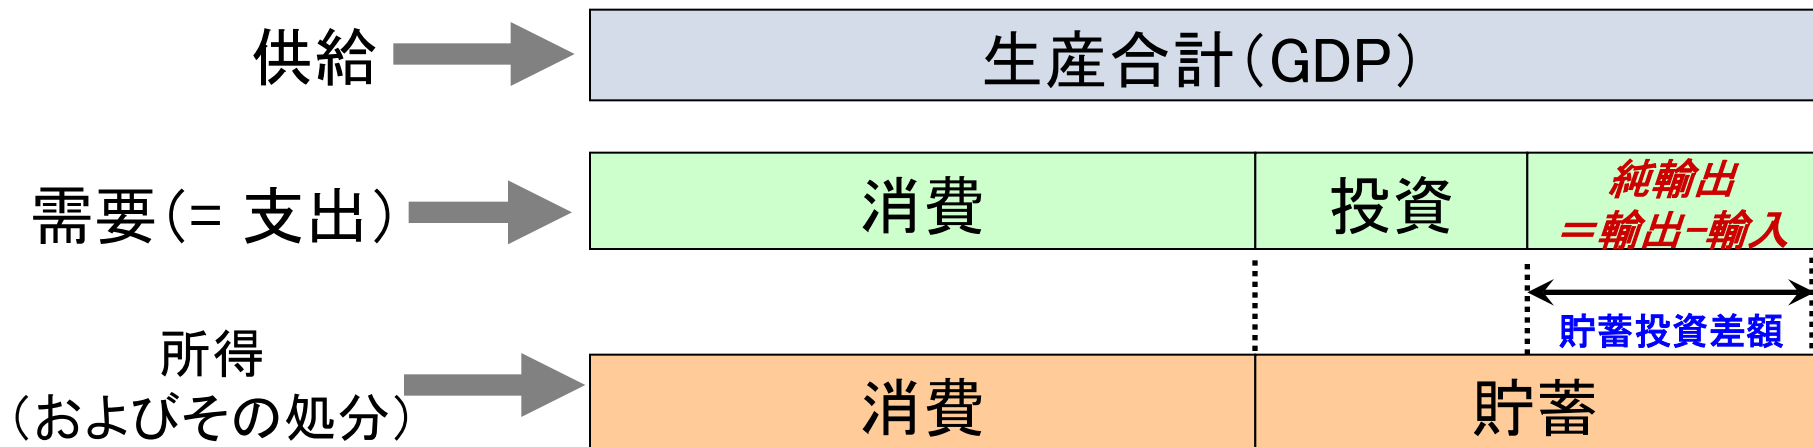 供給
生産合計(GDP)
需要(= 支出)
消費
投資
純輸出
=輸出-輸入
貯蓄投資差額
所得
(およびその処分)
消費
貯蓄